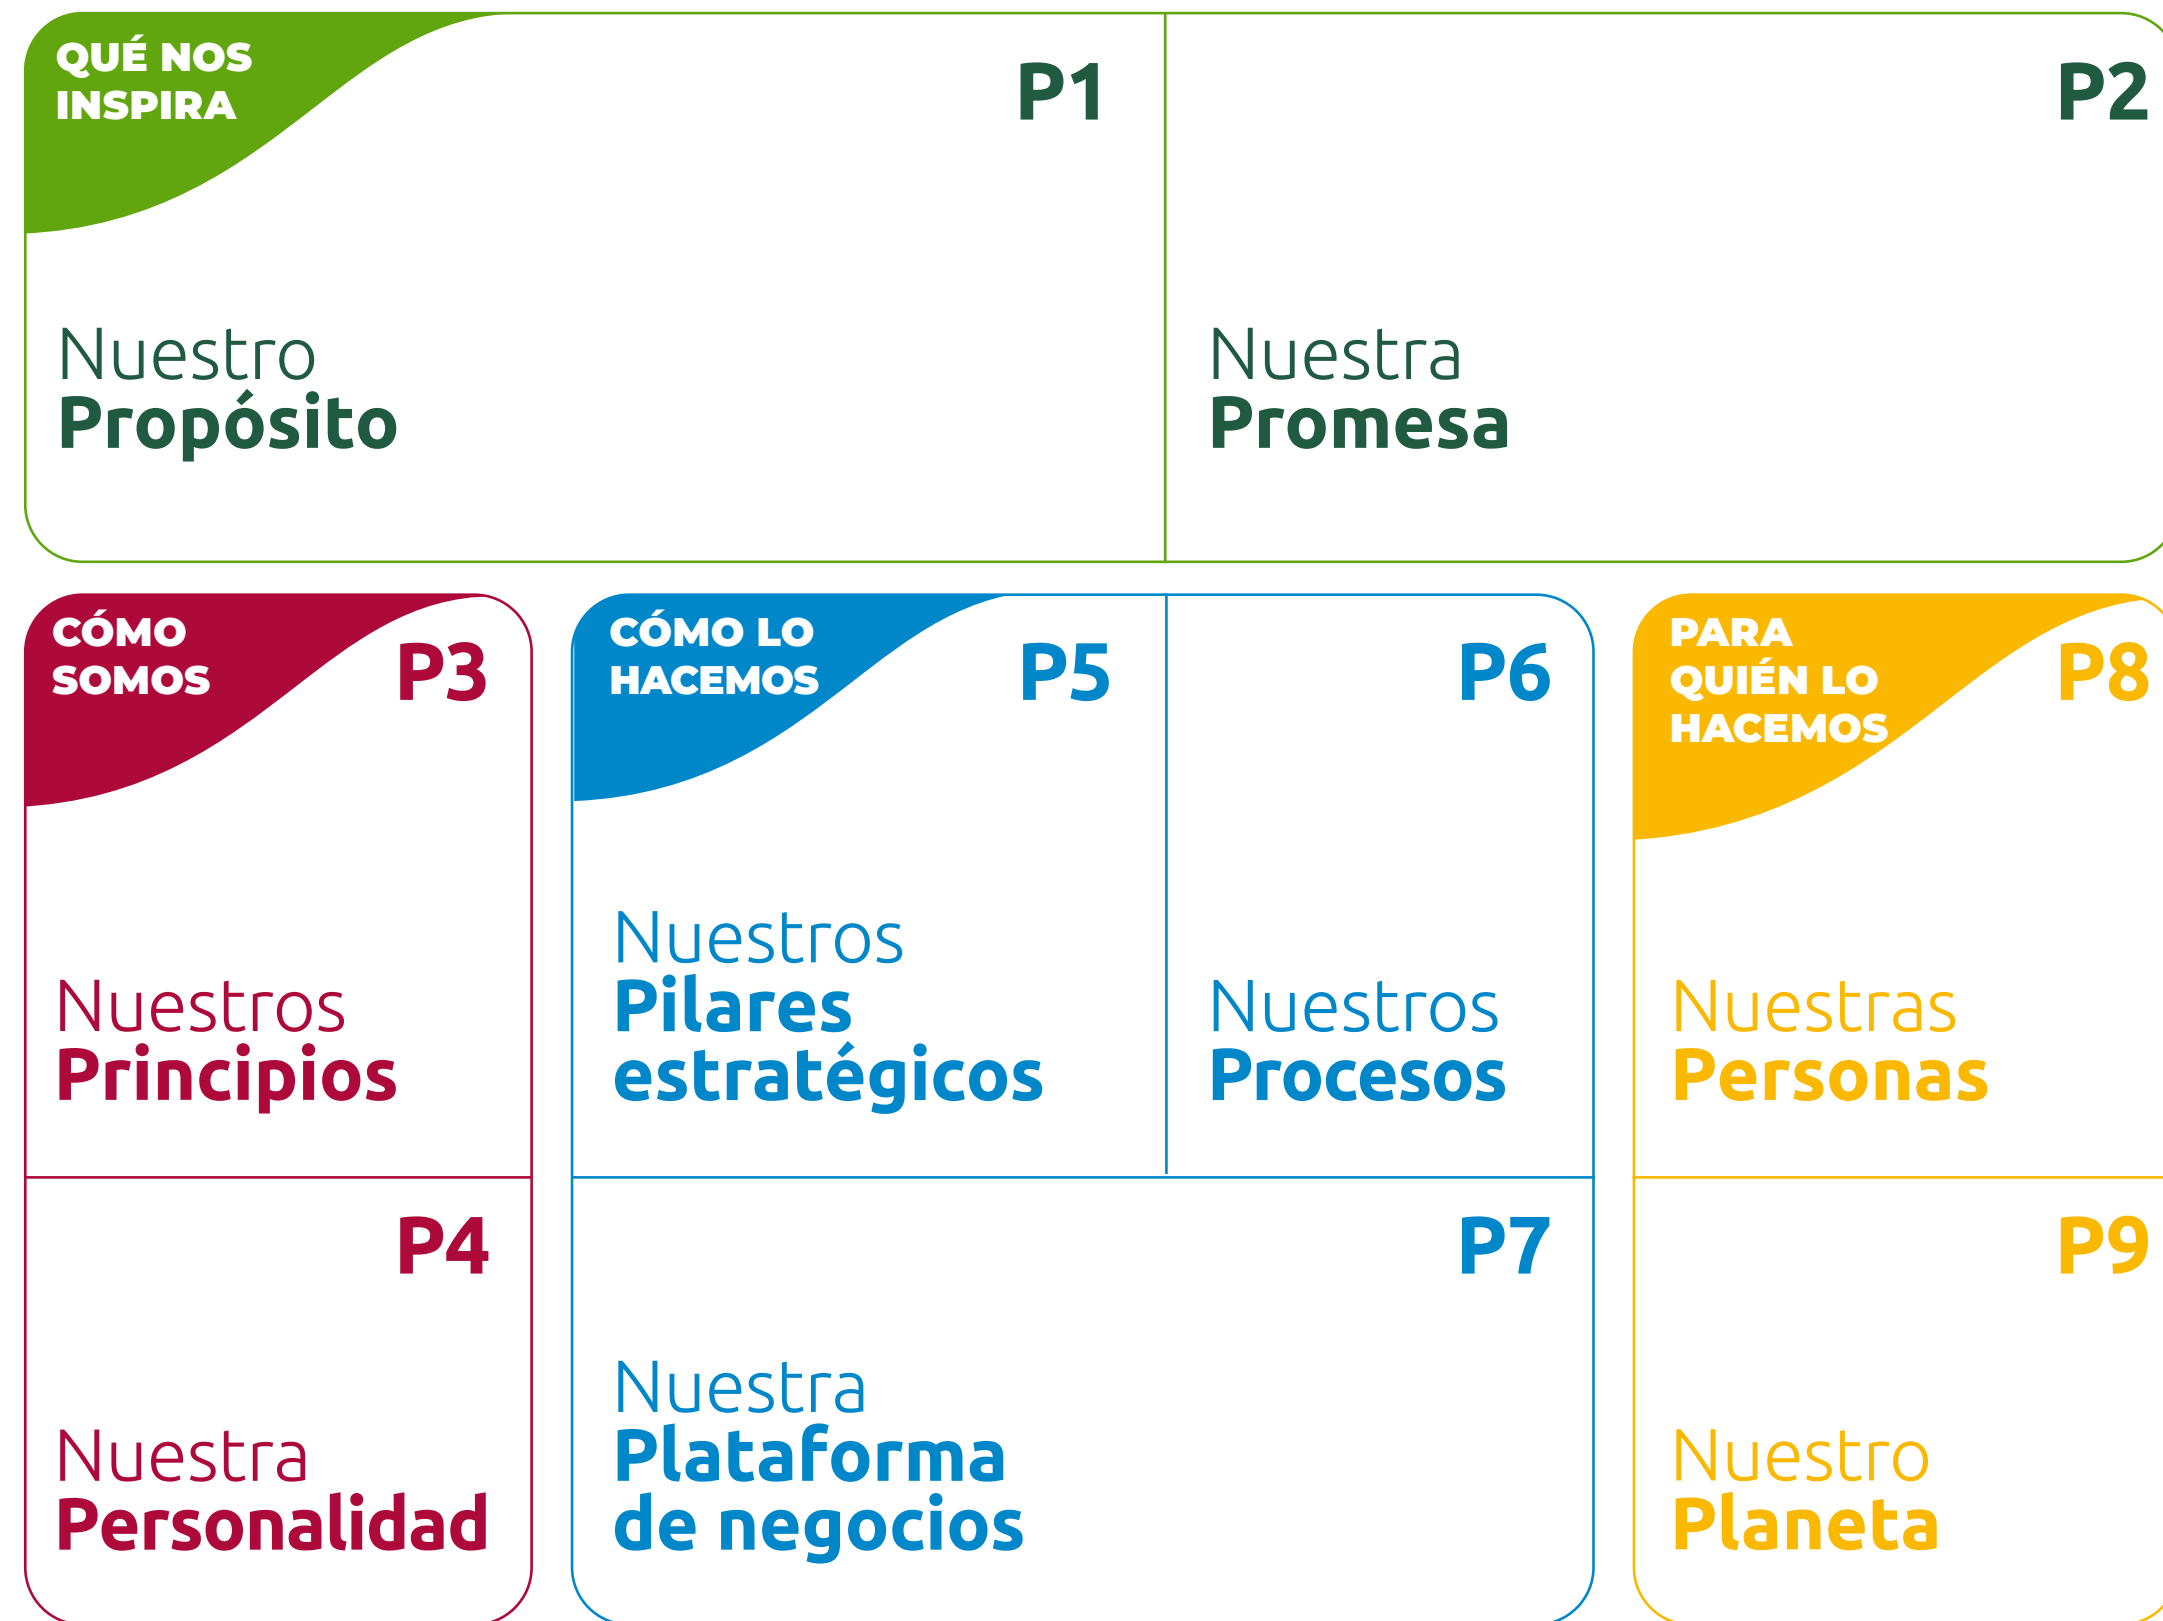 QUÉ NOS
INSPIRA
P1
Nuestro
Propósito
P2
Nuestra
Promesa
CÓMO
SOMOS
P3
Nuestros
Principios
P4
Nuestra
Personalidad
CÓMO LO
HACEMOS
P5
Nuestros
Pilares
estratégicos
P6
Nuestros
Procesos
P7
Nuestra
Plataforma
de negocios
PARA
QUIÉN LO
HACEMOS
P8
Nuestras
Personas
P9
Nuestro
Planeta